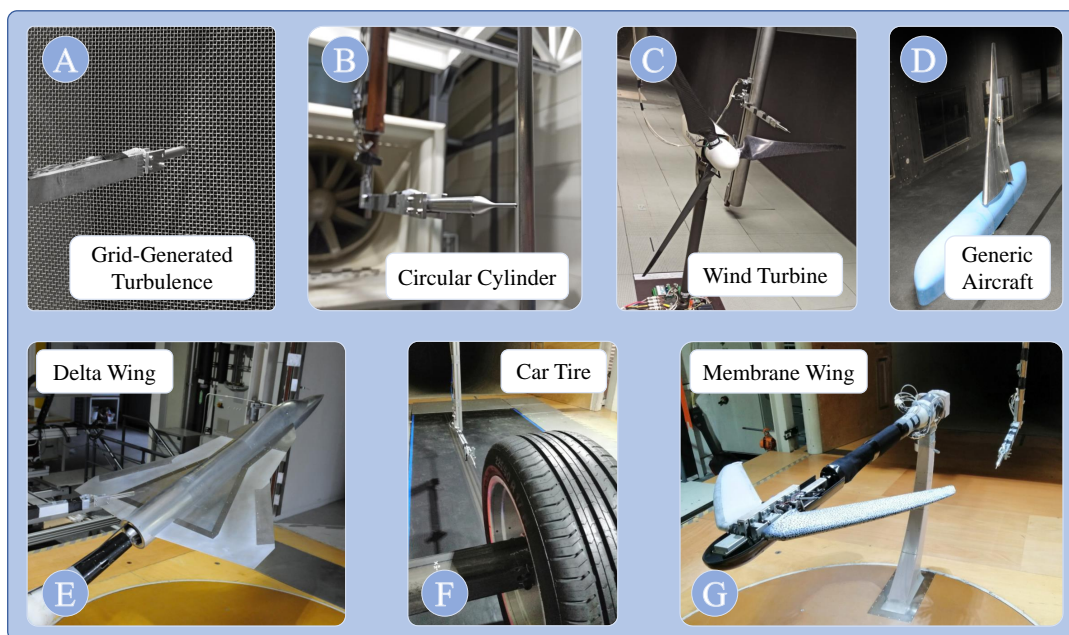 A
Grid-Generated
Turbulence
B
Circular Cylinder
C
Wind Turbine
D
Generic
Aircraft
Delta Wing
E
Car Tire
F
Membrane Wing
G